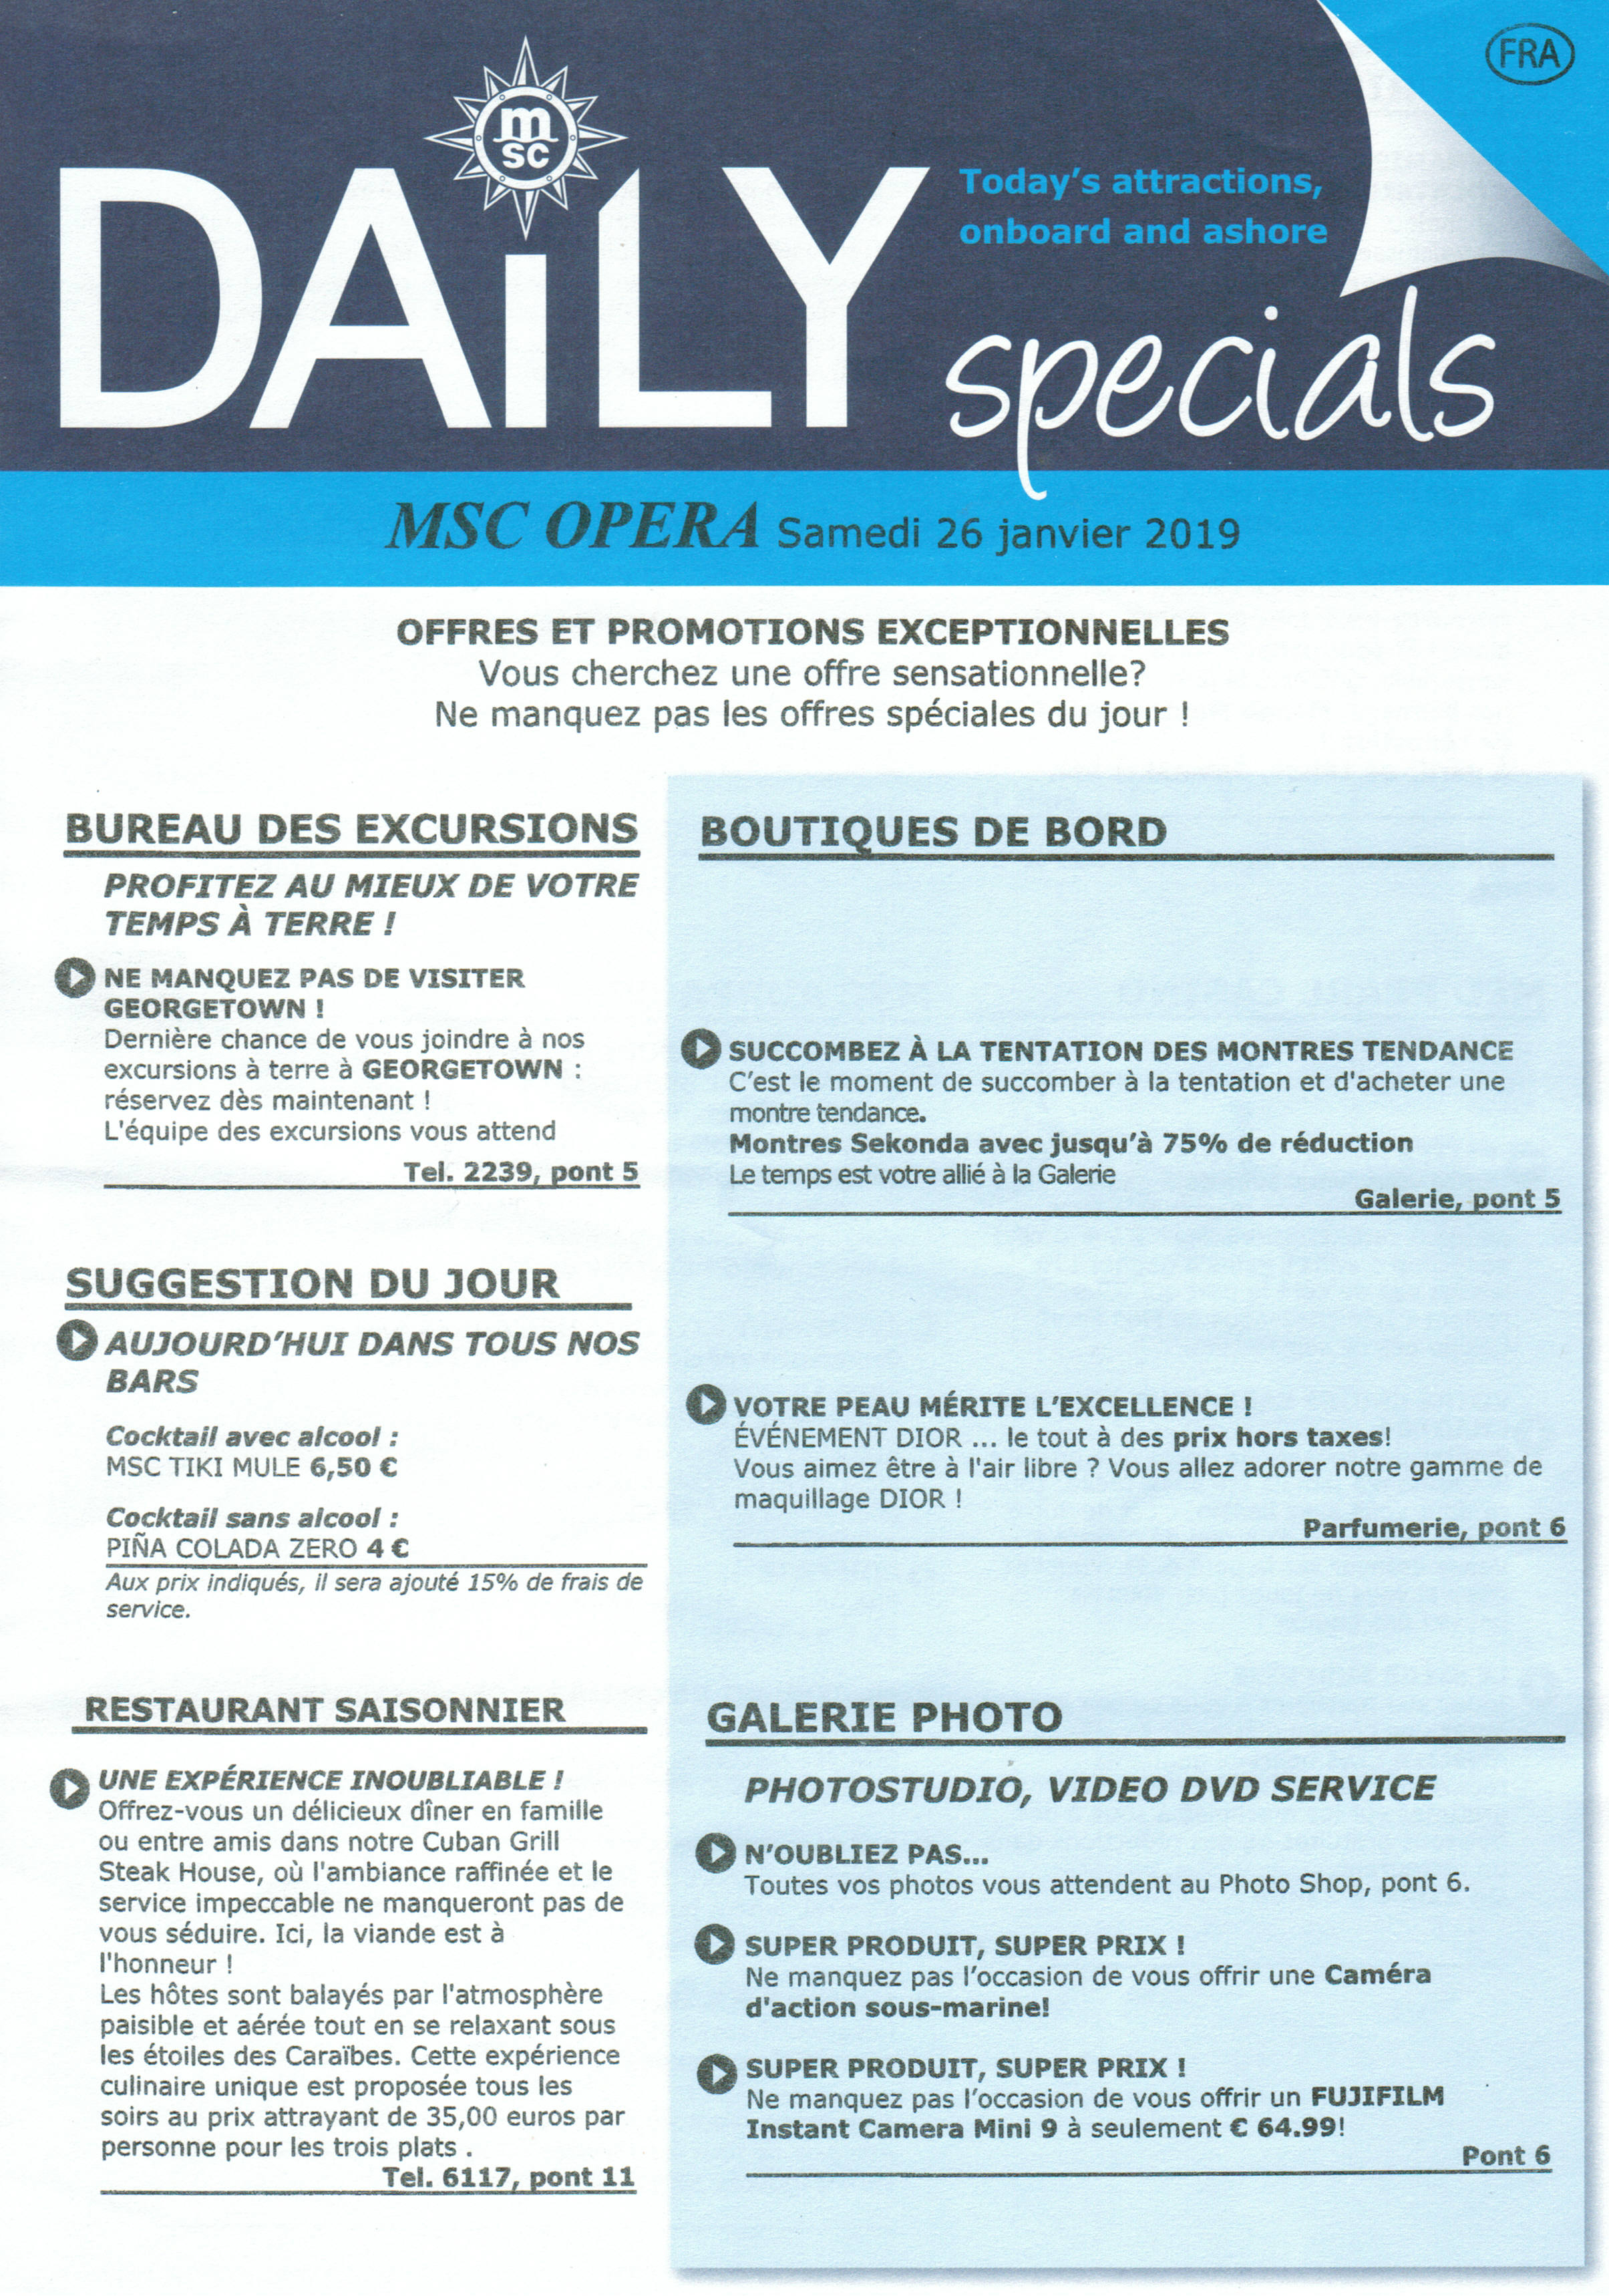 FRA
m
sc
DAiLY
Today's attractions,
onboard and ashore
specials
MSC OPERA Samedi 26 janvier 2019
OFFRES ET PROMOTIONS EXCEPTIONNELLES
Vous cherchez une offre sensationnelle?
Ne manquez pas les offres spéciales du jour !
BUREAU DES EXCURSIONS
PROFITEZ AU MIEUX DE VOTRE
TEMPS À TERRE !
NE MANQUEZ PAS DE VISITER
GEORGETOWN !
Dernière chance de vous joindre à nos
excursions à terre à GEORGETOWN :
réservez dès maintenant !
L'équipe des excursions vous attend
Tel. 2239, pont 5
SUGGESTION DU JOUR
AUJOURD'HUI DANS TOUS NOS
BARS
Cocktail avec alcool :
MSC TIKI MULE 6,50 €
Cocktail sans alcool :
PIÑA COLADA ZERO 4 €
Aux prix indiqués, il sera ajouté 15% de frais de
service.
RESTAURANT SAISONNIER
UNE EXPÉRIENCE INOUBLIABLE !
Offrez-vous un délicieux dîner en famille
ou entre amis dans notre Cuban Grill
Steak House, où l'ambiance raffinée et le
service impeccable ne manqueront pas de
vous séduire. Ici, la viande est à
l'honneur !
Les hôtes sont balayés par l'atmosphère
paisible et aérée tout en se relaxant sous
les étoiles des Caraïbes. Cette expérience
culinaire unique est proposée tous les
soirs au prix attrayant de 35,00 euros par
personne pour les trois plats .
Tel. 6117, pont 11
BOUTIQUES DE BORD
SUCCOMBEZ À LA TENTATION DES MONTRES TENDANCE
C'est le moment de succomber à la tentation et d'acheter une
montre tendance.
Montres Sekonda avec jusqu'à 75% de réduction
Le temps est votre allié à la Galerie
Galerie, pont 5
VOTRE PEAU MÉRITE L'EXCELLENCE !
ÉVÉNEMENT DIOR ... le tout à des prix hors taxes!
Vous aimez être à l'air libre ? Vous allez adorer notre gamme de
maquillage DIOR !
Parfumerie, pont 6
GALERIE PHOTO
PHOTOSTUDIO, VIDEO DVD SERVICE
N'OUBLIEZ PAS...
Toutes vos photos vous attendent au Photo Shop, pont 6.
SUPER PRODUIT, SUPER PRIX !
Ne manquez pas l'occasion de vous offrir une Caméra
d'action sous-marine!
SUPER PRODUIT, SUPER PRIX !
Ne manquez pas l'occasion de vous offrir un FUJIFILM
Instant Camera Mini 9 à seulement € 64.99!
Pont 6